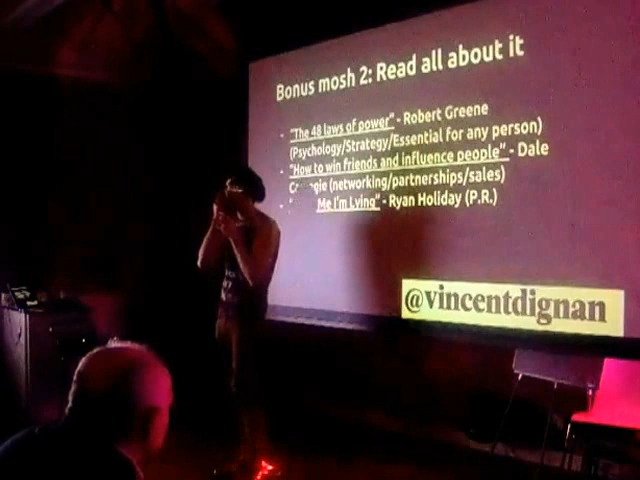 Bonus mosh 2: Read all about it
- "The 48 laws of power" - Robert Greene
(Psychology/Strategy/Essential for any person)
- "How to win friends and influence people" - Dale
(networking/partnerships/sales)
- " Me I'm Lying" - Ryan Holiday (P.R.)
@vincentdignan